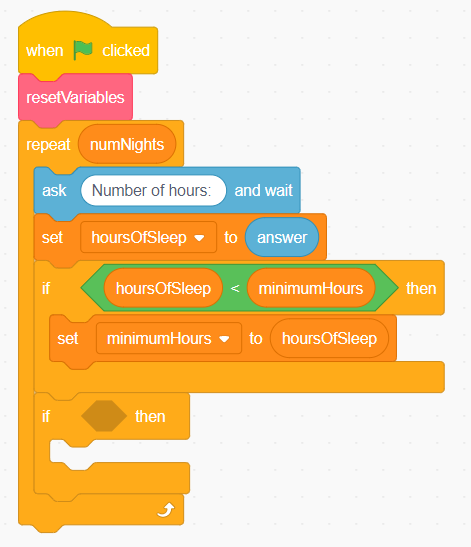 when clicked
resetVariables
repeat numNights
ask Number of hours: and wait
set hoursOfSleep to answer
if hoursOfSleep < minimumHours then
set minimumHours to hoursOfSleep
if then